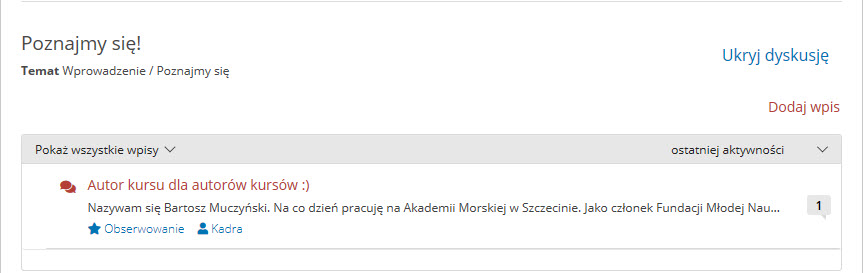 Poznajmy się!
Ukryj dyskusję
Temat Wprowadzenie / Poznajmy się
Dodaj wpis
Pokaż wszystkie wpisy
ostatniej aktywności
Autor kursu dla autorów kursów :)
Nazywam się Bartosz Muczyński. Na co dzień pracuję na Akademii Morskiej w Szczecinie. Jako członek Fundacji Młodej Nau...
1
Obserwowanie Kadra